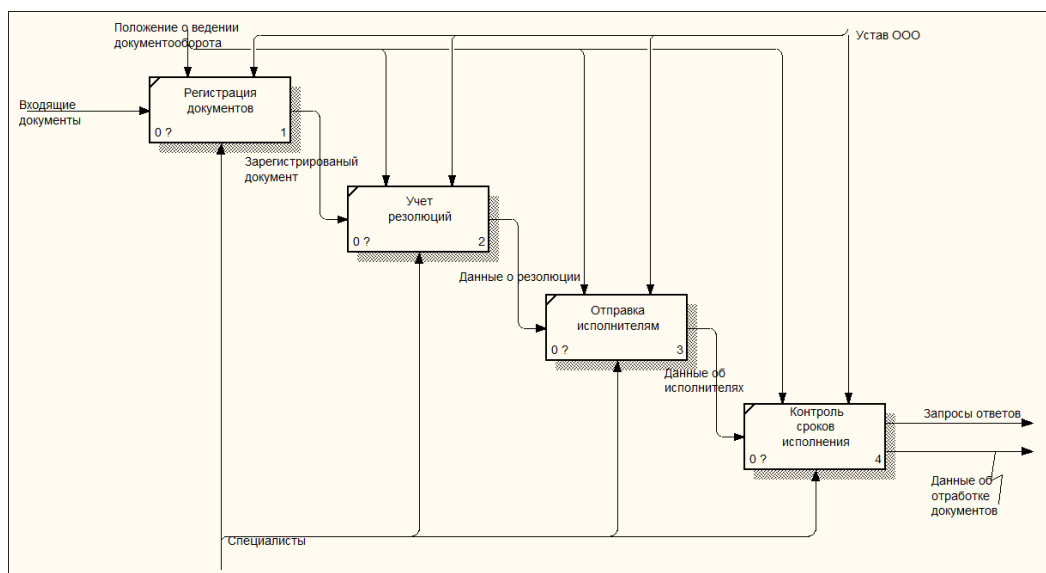 Положение о ведении
документооборота
Устав ООО
Регистрация
документов
0 ?
1
Входящие
документы
Зарегистрированый
документ
Учет
резолюций
0 ?
2
Данные о резолюции
Отправка
исполнителям
0 ?
3
Данные об
исполнителях
Контроль
сроков
исполнения
0 ?
4
Запросы ответов
Данные об
отработке
документов
Специалисты